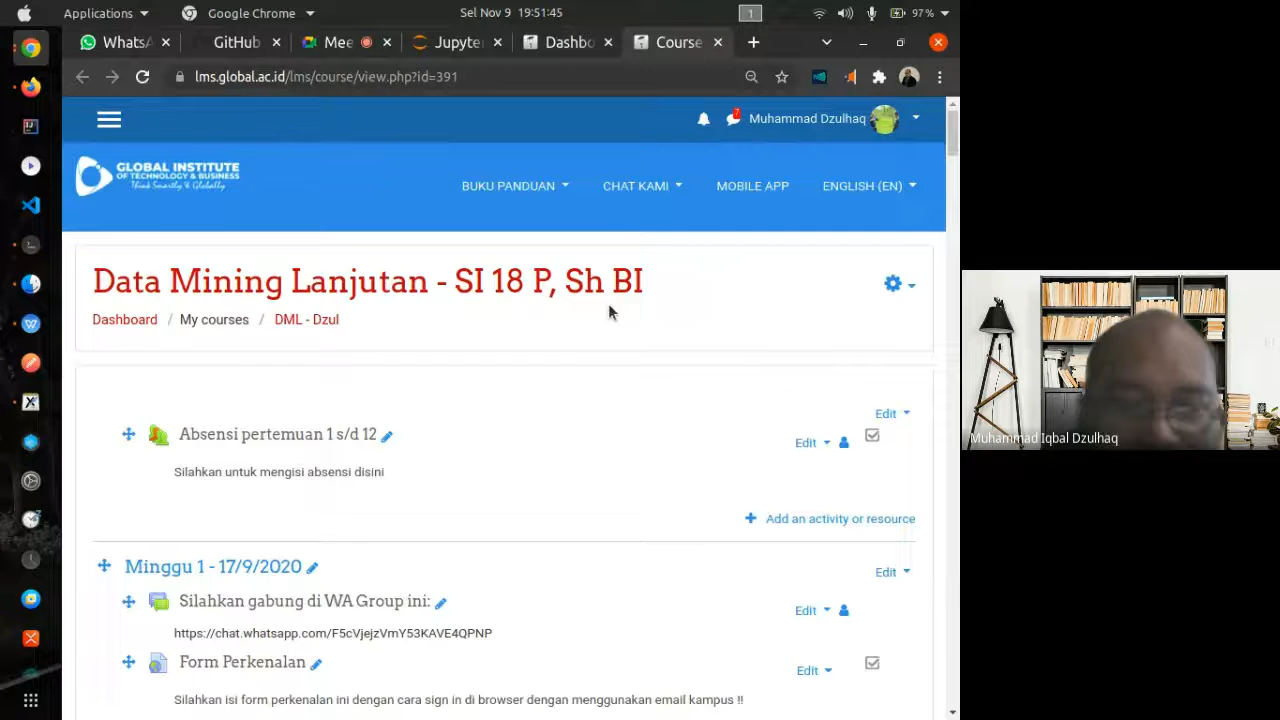 Applications
Google Chrome
Sel Nov 9 19:51:45
1
97%
WhatsA
GitHub
Mee
Jupyte
Dashbo
Course
lms.global.ac.id/lms/course/view.php?id=391
7
Muhammad Dzulhaq
GLOBAL INSTITUTE
OF TECHNOLOGY & BUSINESS
Think Smartly & Globally
BUKU PANDUAN
CHAT KAMI
MOBILE APP
ENGLISH (EN)
Data Mining Lanjutan - SI 18 P, Sh BI
Dashboard / My courses / DML - Dzul
Edit
Absensi pertemuan 1 s/d 12
Edit
Silahkan untuk mengisi absensi disini
Add an activity or resource
Minggu 1 - 17/9/2020
Edit
Silahkan gabung di WA Group ini:
Edit
https://chat.whatsapp.com/F5cVjejzVmY53KAVE4QPNP
Form Perkenalan
Edit
Silahkan isi form perkenalan ini dengan cara sign in di browser dengan menggunakan email kampus !!
Muhammad Iqbal Dzulhaq